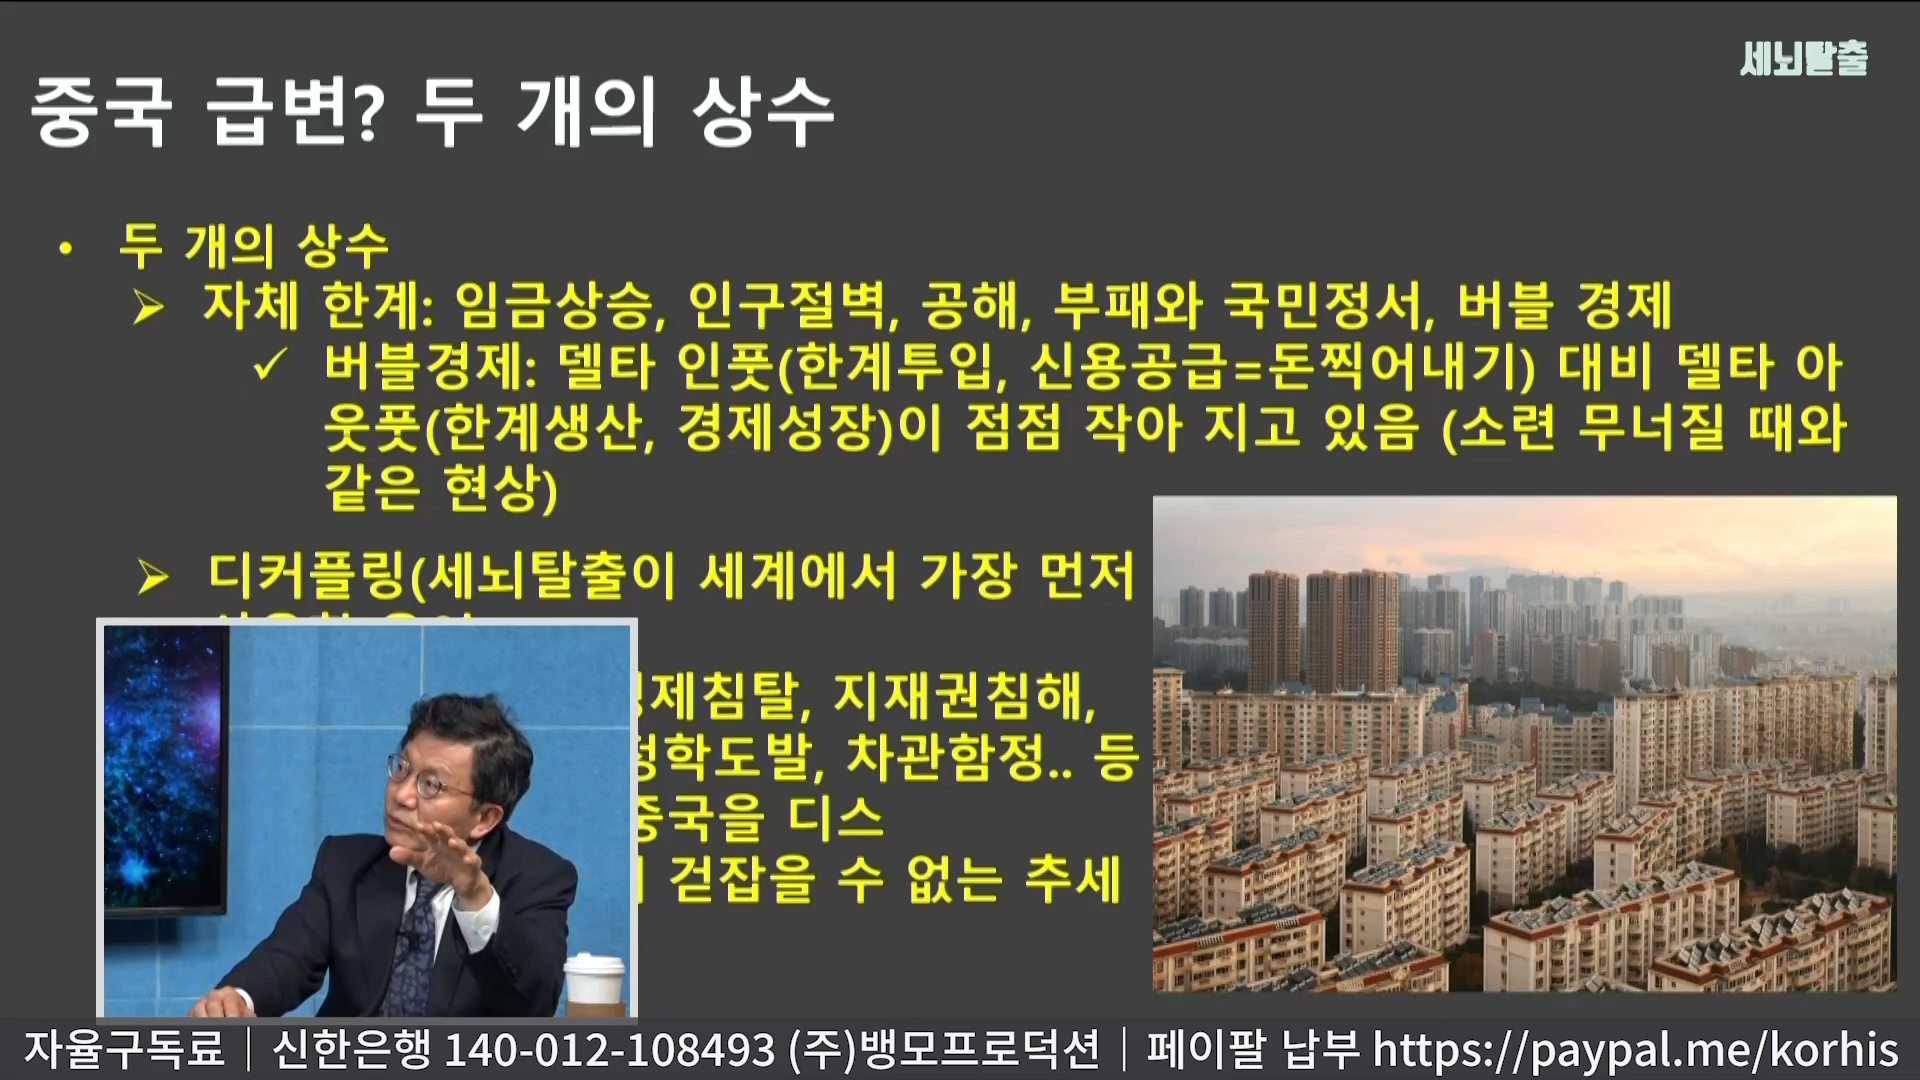 세뇌탈출
중국 급변? 두 개의 상수
• 두 개의 상수
➢ 자체 한계: 임금상승, 인구절벽, 공해, 부패와 국민정서, 버블 경제
✓ 버블경제: 델타 인풋(한계투입, 신용공급=돈찍어내기) 대비 델타 아
웃풋(한계생산, 경제성장)이 점점 작아 지고 있음 (소련 무너질 때와
같은 현상)
➢ 디커플링(세뇌탈출이 세계에서 가장 먼저
제침탈, 지재권침해,
학도발, 차관함정.. 등
중국을 디스
걷잡을 수 없는 추세
자율구독료 | 신한은행 140-012-108493 (주)뱅모프로덕션 | 페이팔 납부 https://paypal.me/korhis